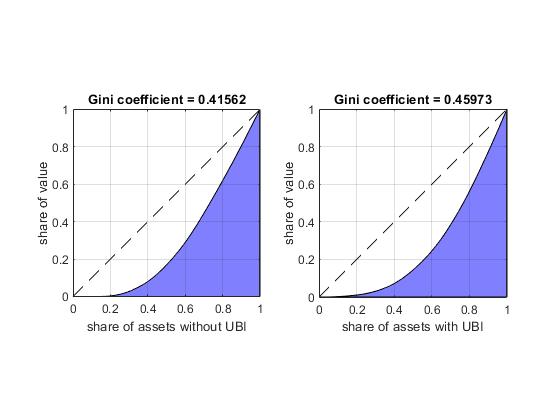 Gini coefficient = 0.41562
1
0.8
0.6
0.4
0.2
0
share of value
0 0.2 0.4 0.6 0.8 1
share of assets without UBI
Gini coefficient = 0.45973
1
0.8
0.6
0.4
0.2
0
share of value
0 0.2 0.4 0.6 0.8 1
share of assets with UBI